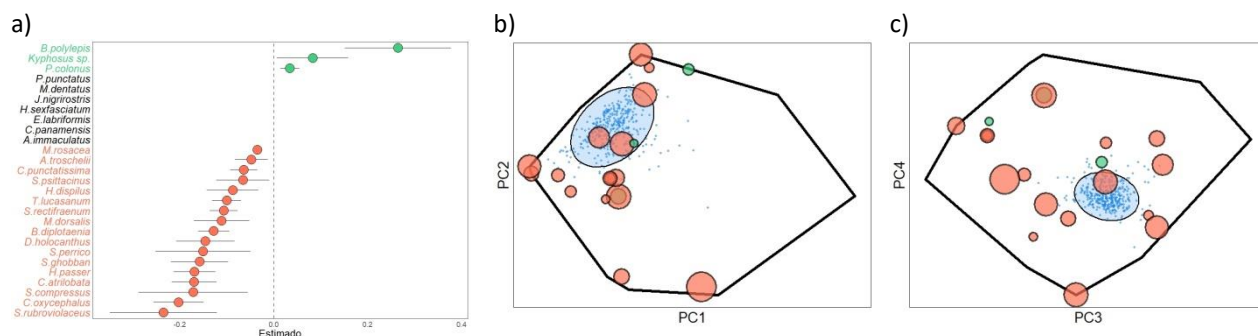 a)
B.polylepis
Kyphosus sp.
P.colonus
P.punctatus
M.dentatus
J.nigrirostris
H.sexfasciatum
E.labriformis
C.panamensis
A.immaculatus
M.rosacea
A.troschelii
C.punctatissima
S.psittacinus
H.dispilus
T.lucasanum
S.rectifraenum
M.dorsalis
B.diplotaenia
D.holocanthus
S.perrico
S.ghobban
H.passer
C.atrilobata
S.compressus
C.oxycephalus
S.rubroviolaceus
-0.2 0.0 0.2 0.4
Estimado
b)
PC2
PC1
c)
PC4
PC3